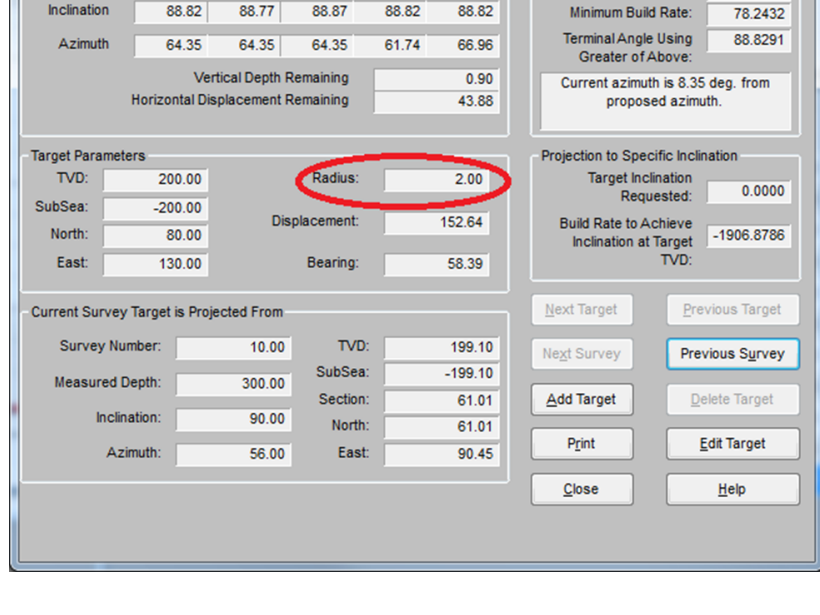 Inclination 88.82 88.77 88.87 88.82 88.82
Azimuth 64.35 64.35 64.35 61.74 66.96
Vertical Depth Remaining 0.90
Horizontal Displacement Remaining 43.88
Minimum Build Rate: 78.2432
Terminal Angle Using
Greater of Above: 88.8291
Current azimuth is 8.35 deg. from
proposed azimuth.
Target Parameters
TVD: 200.00
SubSea: -200.00
North: 80.00
East: 130.00
Radius: 2.00
Displacement: 152.64
Bearing: 58.39
Projection to Specific Inclination
Target Inclination
Requested: 0.0000
Build Rate to Achieve
Inclination at Target
TVD: -1906.8786
Current Survey Target is Projected From
Survey Number: 10.00
Measured Depth: 300.00
Inclination: 90.00
Azimuth: 56.00
TVD: 199.10
SubSea: -199.10
Section: 61.01
North: 61.01
East: 90.45
Next Target Previous Target
Next Survey Previous Survey
Add Target Delete Target
Print Edit Target
Close Help